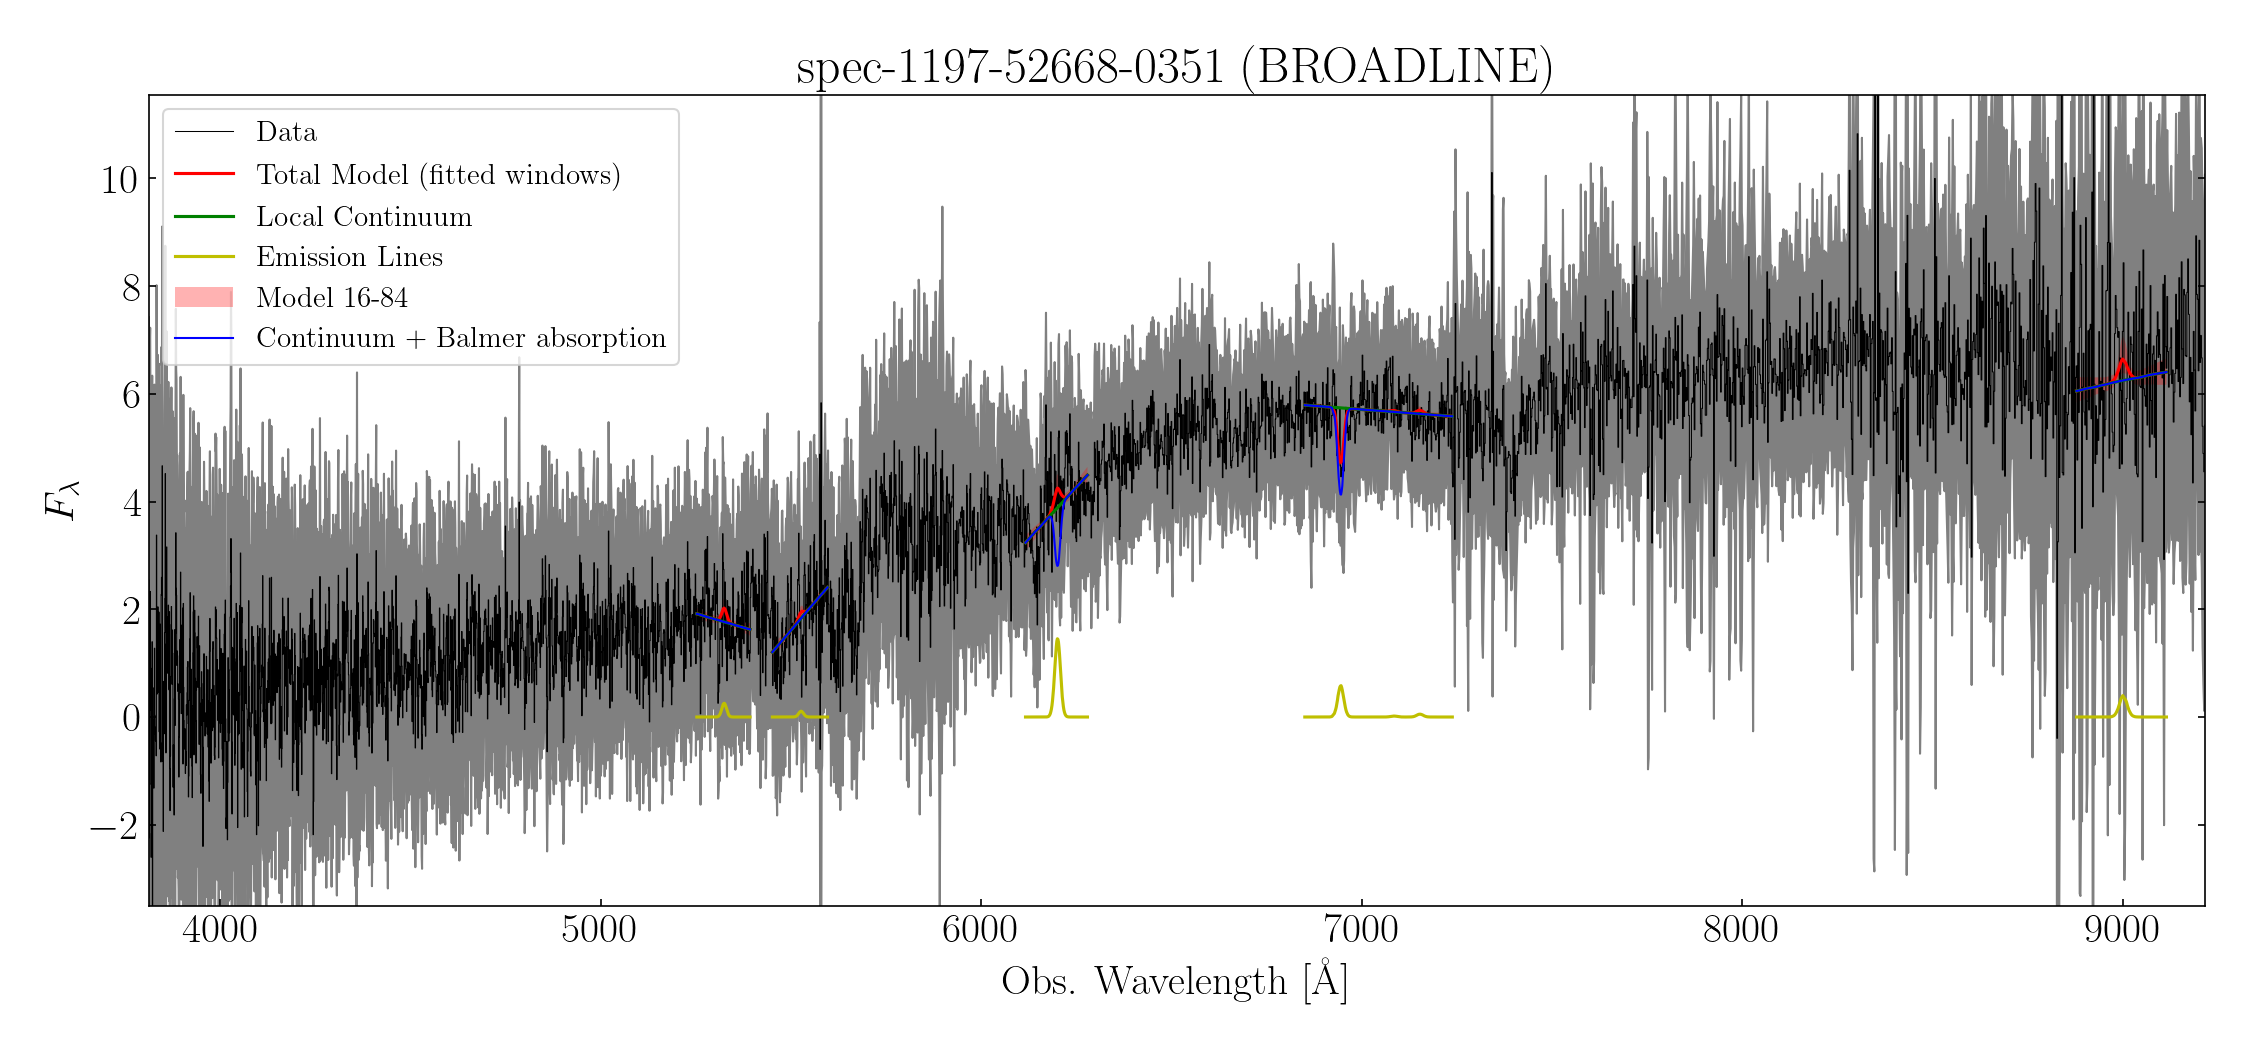 spec-1197-52668-0351 (BROADLINE)
Data
Total Model (fitted windows)
Local Continuum
Emission Lines
Model 16-84
Continuum + Balmer absorption
10
8
6
4
2
0
−2
Fλ
4000 5000 6000 7000 8000 9000
Obs. Wavelength [Å]